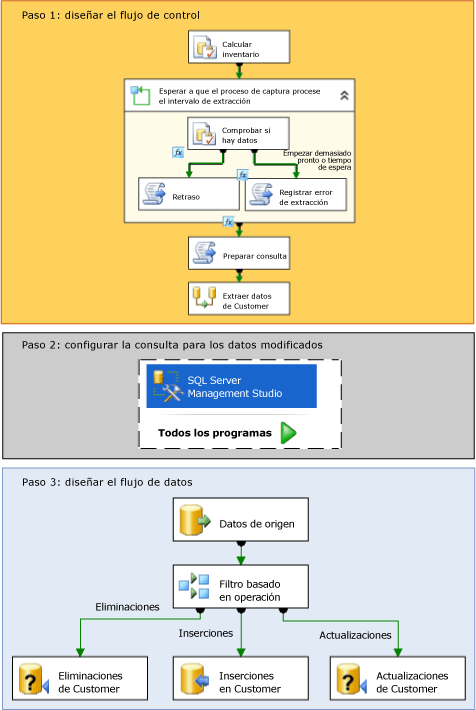 Paso 1: diseñar el flujo de control
Calcular
inventario
Esperar a que el proceso de captura procese
el intervalo de extracción
Comprobar si
hay datos
fx
Empezar demasiado
pronto o tiempo
de espera
fx
Retraso
Registrar error
de extracción
fx
Preparar consulta
Extraer datos
de Customer
Paso 2: configurar la consulta para los datos modificados
SQL Server
Management Studio
Todos los programas
Paso 3: diseñar el flujo de datos
Datos de origen
Filtro basado
en operación
Eliminaciones
Inserciones
Actualizaciones
?
Eliminaciones
de Customer
Inserciones
en Customer
?
Actualizaciones
de Customer